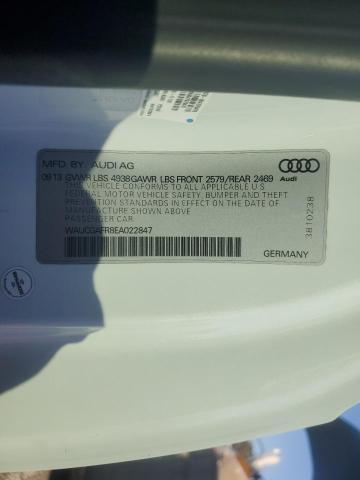 MFD. BY AUDI AG
09.13 GVWR LBS 4938GAWR LBS FRONT 2579/REAR 2469
THIS VEHICLE CONFORMS TO ALL APPLICABLE U.S.
FEDERAL MOTOR VEHICLE SAFETY, BUMPER AND THEFT
PREVENTION STANDARDS IN EFFECT ON THE DATE OF
MANUFACTURE SHOWN ABOVE
PASSENGER CAR
WAUCGAFR8EA022847
GERMANY
Audi
3810238